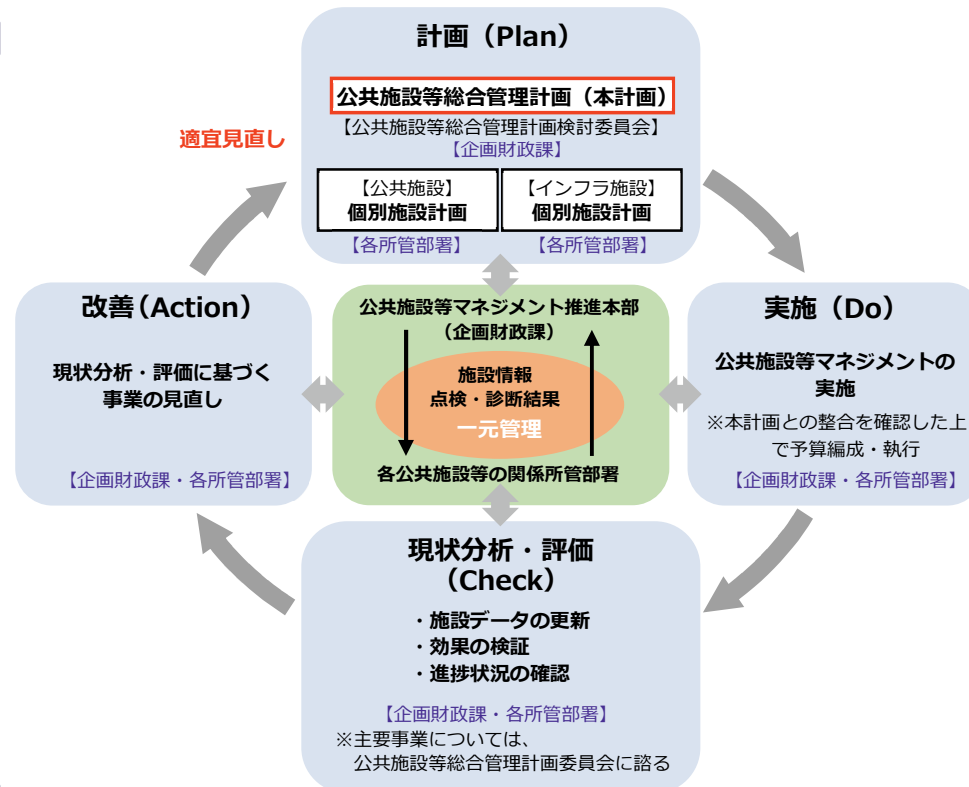 計画（Plan）
公共施設等総合管理計画（本計画）
【公共施設等総合管理計画検討委員会】
【企画財政課】
適宜見直し
【公共施設】
個別施設計画
【インフラ施設】
個別施設計画
【各所管部署】
【各所管部署】
改善（Action）
現状分析・評価に基づく
事業の見直し
【企画財政課・各所管部署】
公共施設等マネジメント推進本部
（企画財政課）
施設情報
点検・診断結果
一元管理
各公共施設等の関係所管部署
実施（Do）
公共施設等マネジメントの
実施
※本計画との整合を確認した上
で予算編成・執行
【企画財政課・各所管部署】
現状分析・評価
（Check）
・施設データの更新
・効果の検証
・進捗状況の確認
【企画財政課・各所管部署】
※主要事業については、
公共施設等総合管理計画委員会に諮る